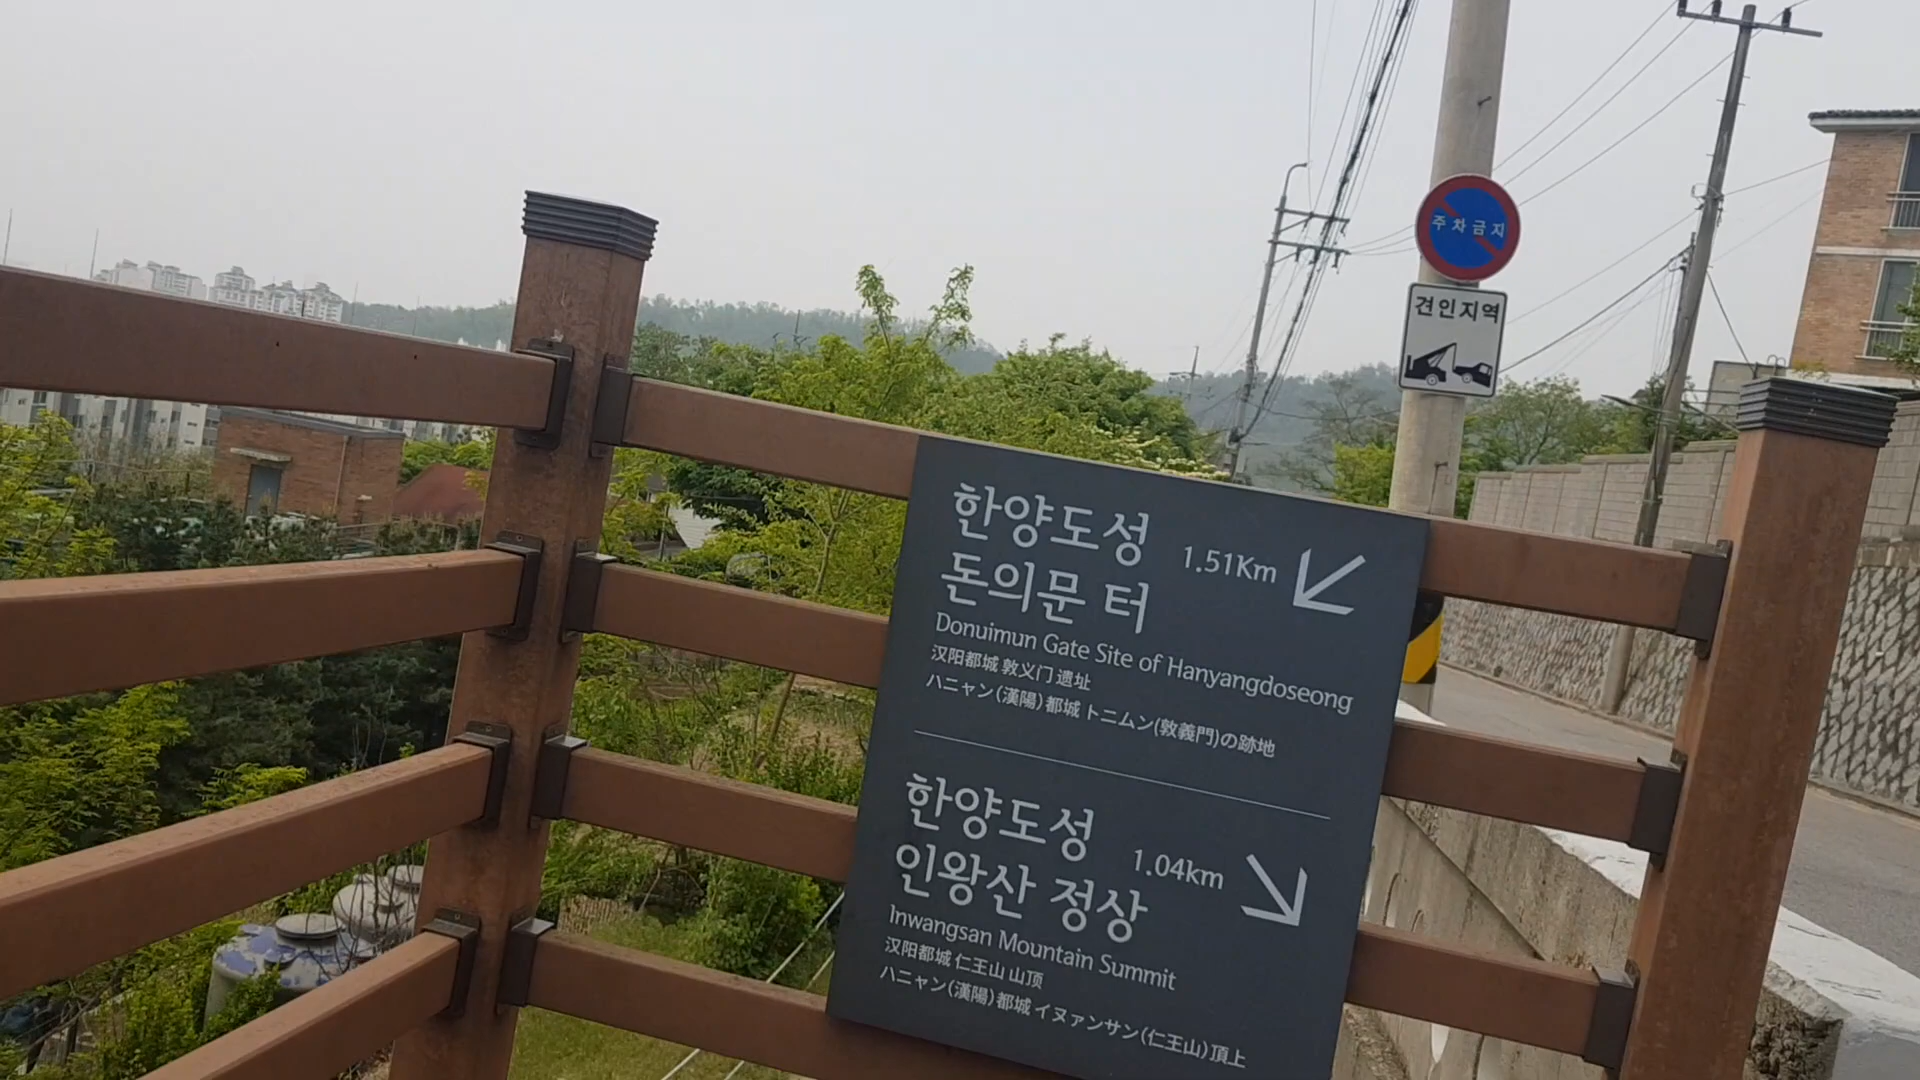 주차금지
견인지역
한양도성
돈의문 터
1.51Km
Donuimun Gate Site of Hanyangdoseong
汉阳都城 敦义门 遗址
ハニャン(漢陽)都城 トニムン(敦義門)の跡地
한양도성
인왕산 정상
1.04km
Inwangsan Mountain Summit
汉阳都城 仁王山 山顶
ハニャン(漢陽)都城 イヌァンサン(仁王山)頂上